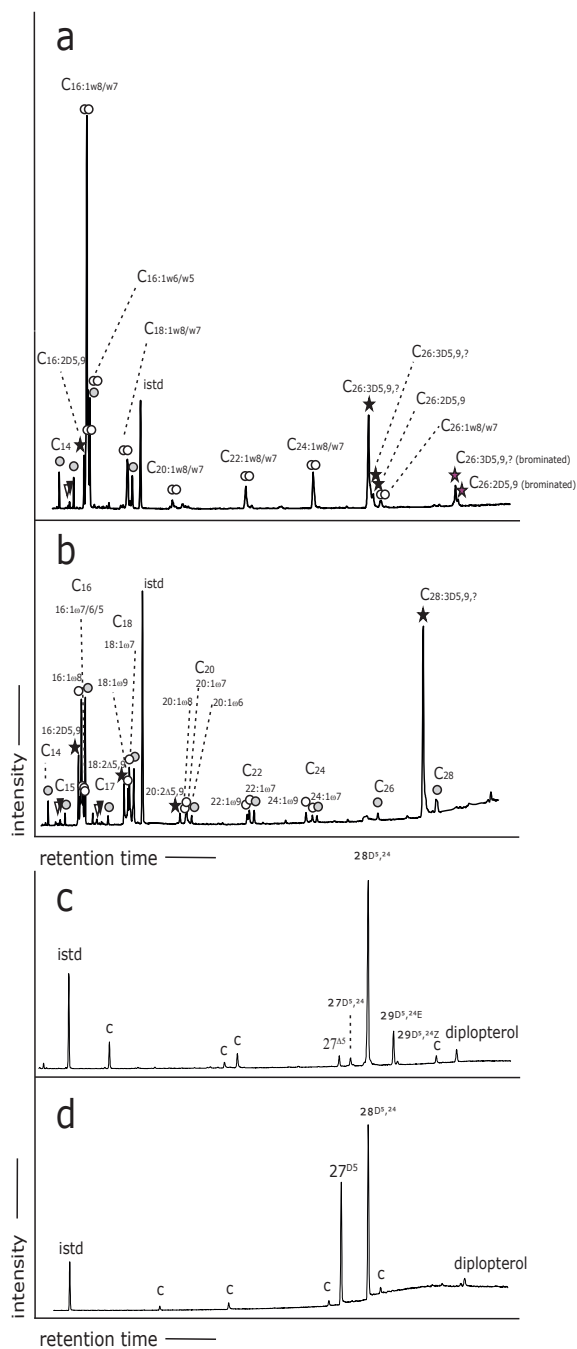 a
C16:1w8/w7
C16:1w6/w5
C18:1w8/w7
C16:2D5,9
istd
C14
C20:1w8/w7
C22:1w8/w7
C24:1w8/w7
C26:3D5,9,?
C26:3D5,9,?
C26:2D5,9
C26:1w8/w7
C26:3D5,9,? (brominated)
C26:2D5,9 (brominated)
b
C16
16:1ω7/6/5
C18
18:1ω7
istd
C28:3D5,9,?
16:1ω8
18:1ω9
C20
20:1ω7
20:1ω8
20:1ω6
16:2D5,9
C14
C15
18:2Δ5,9
C17
20:2Δ5,9
C22
22:1ω7
22:1ω9
C24
24:1ω9
24:1ω7
C26
C28
intensity
retention time
c
28D5,24
istd
c
c
c
27Δ5
27D5,24
29D5,24E
29D5,24Z
c
diplopterol
d
28D5,24
27D5
istd
c
c
c
c
diplopterol
intensity
retention time